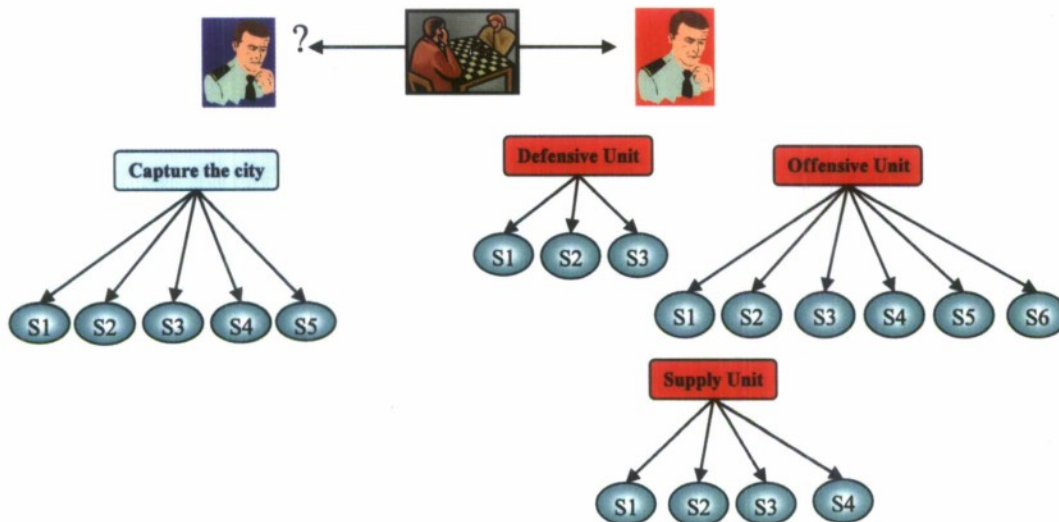 ?
Capture the city
Defensive Unit
Offensive Unit
S1 S2 S3
S1 S2 S3 S4 S5
S1 S2 S3 S4 S5 S6
Supply Unit
S1 S2 S3 S4